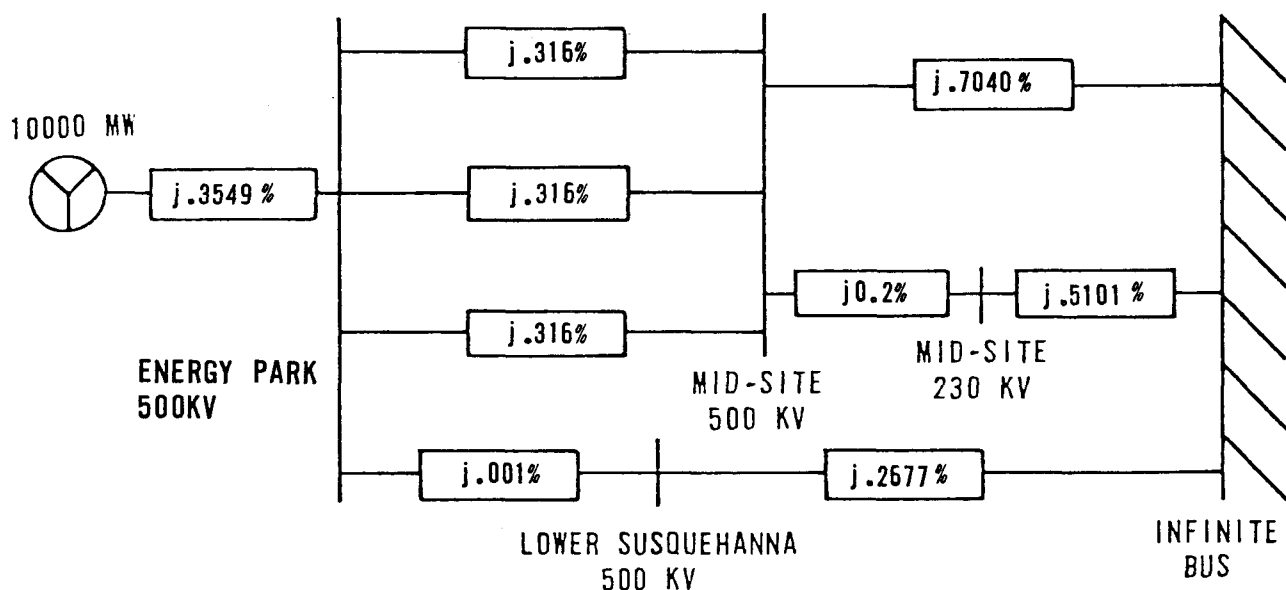 j.316%
j.7040%
10000 MW
j.3549%
j.316%
j0.2%
j.5101%
j.316%
ENERGY PARK
500KV
MID-SITE
500 KV
MID-SITE
230 KV
j.001%
j.2677%
LOWER SUSQUEHANNA
500 KV
INFINITE
BUS